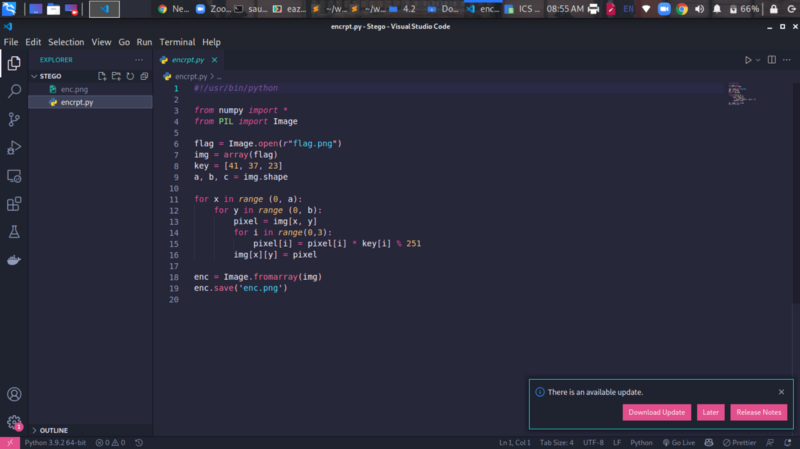 Ne...
Zoo...
sau...
eaz...
~/w...
~/w...
4.2
Do...
enc...
ICS ...
08:55 AM
EN
66%
encrpt.py - Stego - Visual Studio Code
File Edit Selection View Go Run Terminal Help
EXPLORER
STEGO
enc.png
encrpt.py
encrpt.py
encrpt.py > ...
1 #!/usr/bin/python
2
3 from numpy import *
4 from PIL import Image
5
6 flag = Image.open(r"flag.png")
7 img = array(flag)
8 key = [41, 37, 23]
9 a, b, c = img.shape
10
11 for x in range (0, a):
12 for y in range (0, b):
13 pixel = img[x, y]
14 for i in range(0,3):
15 pixel[i] = pixel[i] * key[i] % 251
16 img[x][y] = pixel
17
18 enc = Image.fromarray(img)
19 enc.save('enc.png')
20
There is an available update.
Download Update
Later
Release Notes
1
OUTLINE
Python 3.9.2 64-bit
0
0
Ln 1, Col 1
Tab Size: 4
UTF-8
LF
Python
Go Live
Prettier